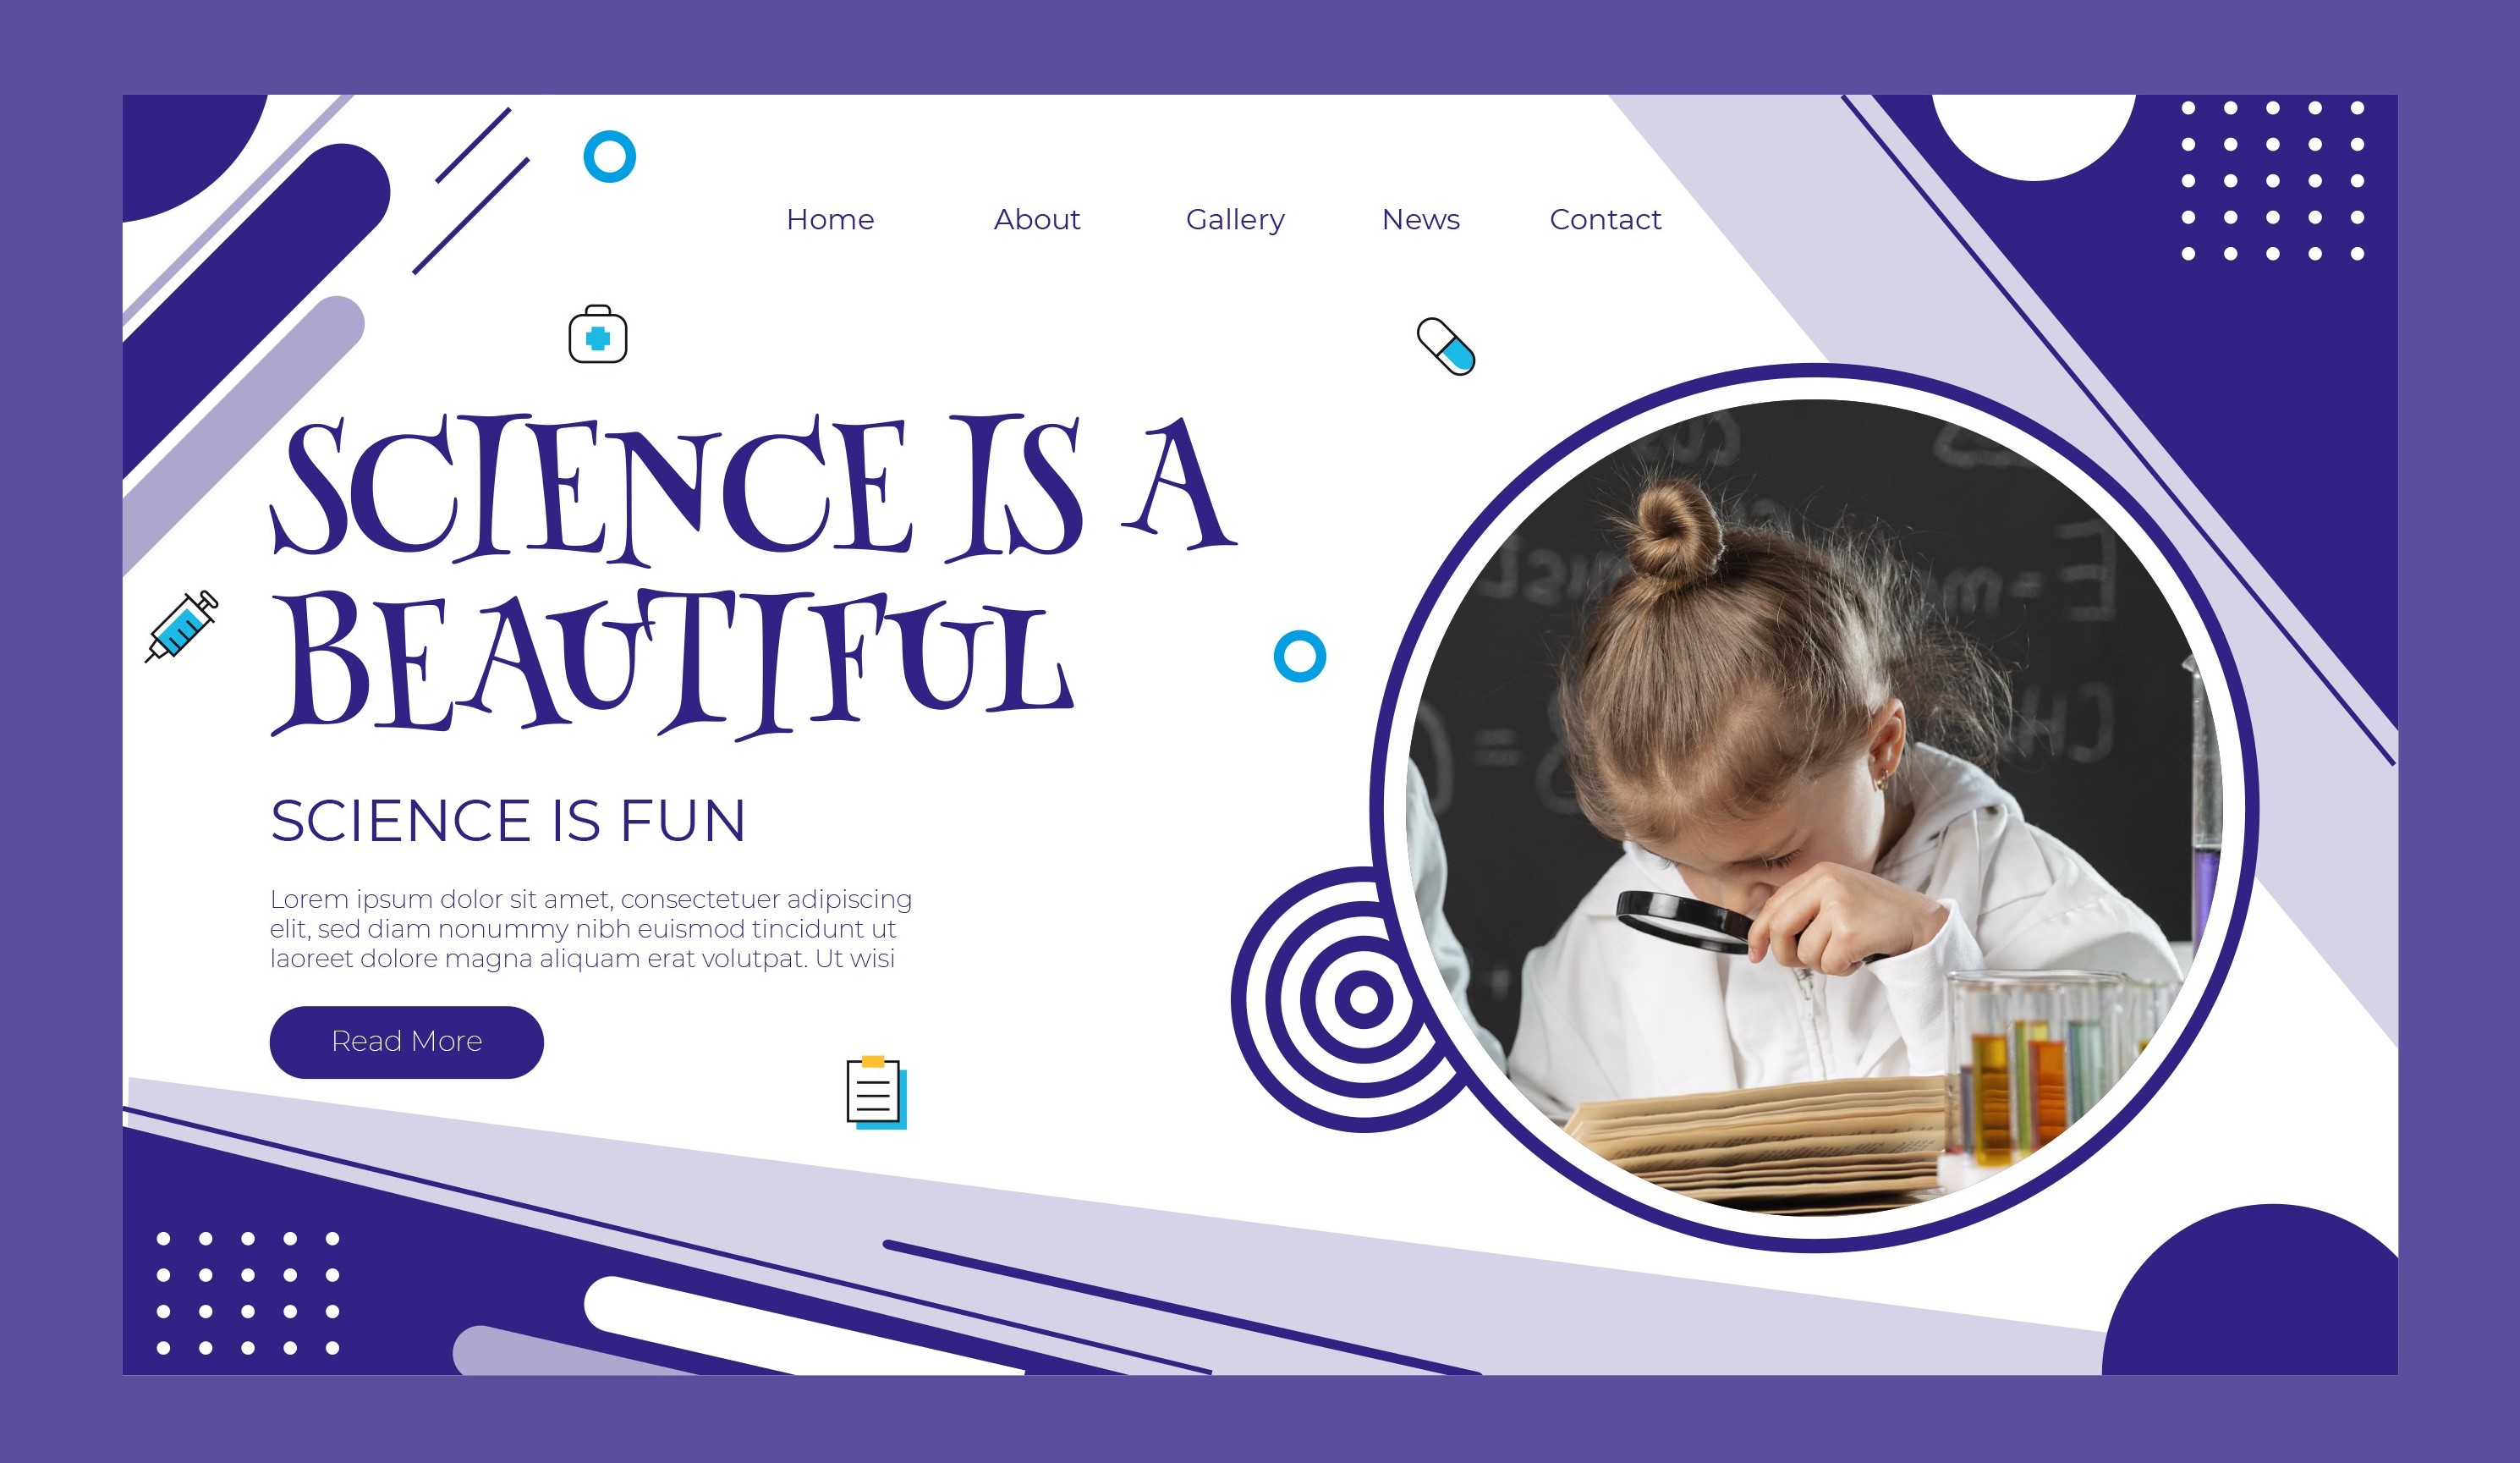 Home About Gallery News Contact
SCIENCE IS A
BEAUTIFUL
SCIENCE IS FUN
Lorem ipsum dolor sit amet, consectetuer adipiscing
elit, sed diam nonummy nibh euismod tincidunt ut
laoreet dolore magna aliquam erat volutpat. Ut wisi
Read More